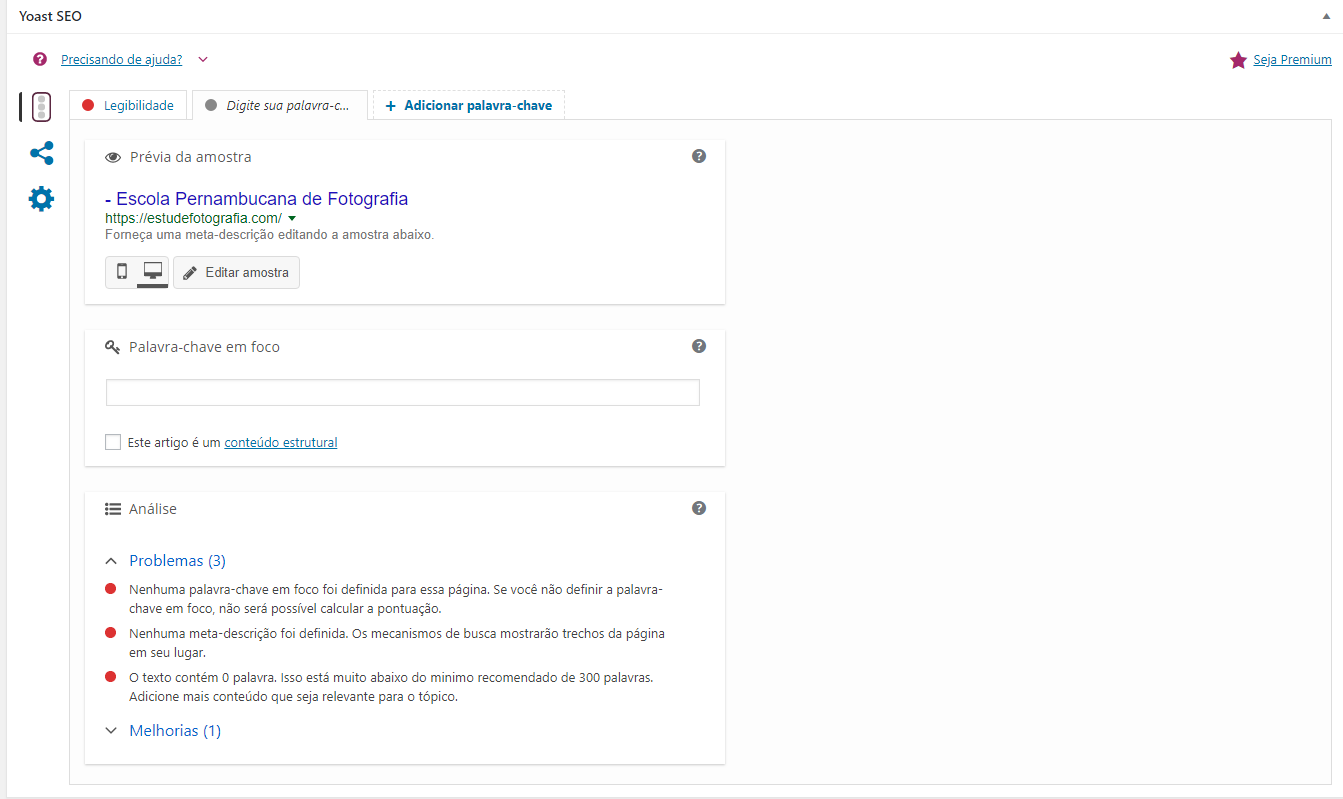 Yoast SEO
Precisando de ajuda?
Seja Premium
Legibilidade
Digite sua palavra-c...
+ Adicionar palavra-chave
Prévia da amostra
- Escola Pernambucana de Fotografia
https://estudefotografia.com/
Forneça uma meta-descrição editando a amostra abaixo.
Editar amostra
Palavra-chave em foco
Este artigo é um conteúdo estrutural
Análise
Problemas (3)
Nenhuma palavra-chave em foco foi definida para essa página. Se você não definir a palavra-
chave em foco, não será possível calcular a pontuação.
Nenhuma meta-descrição foi definida. Os mecanismos de busca mostrarão trechos da página
em seu lugar.
O texto contém 0 palavra. Isso está muito abaixo do minimo recomendado de 300 palavras.
Adicione mais conteúdo que seja relevante para o tópico.
Melhorias (1)